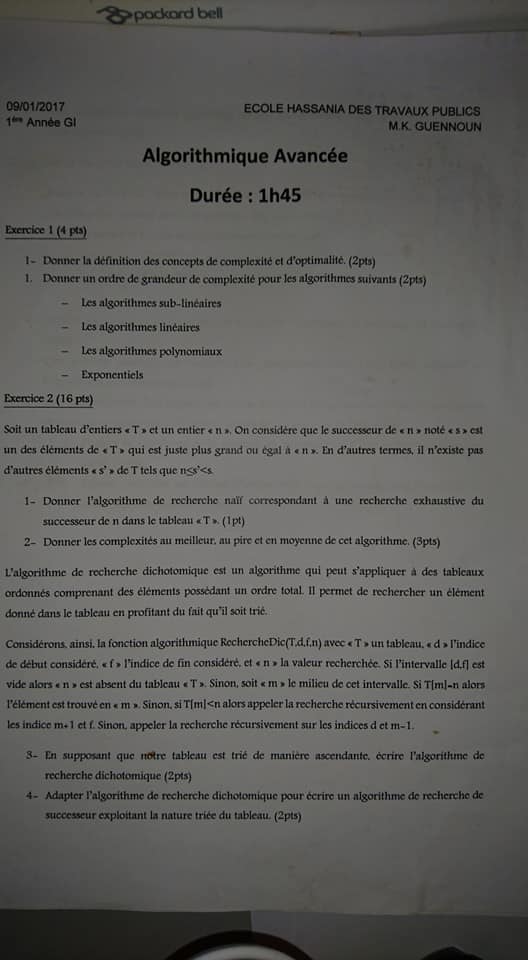 packard bell
09/01/2017
ECOLE HASSANIA DES TRAVAUX PUBLICS
1ère Année GI
M.K. GUENNOUN
Algorithmique Avancée
Durée : 1h45
Exercice 1 (4 pts)
1- Donner la définition des concepts de complexité et d'optimalité. (2pts)
1. Donner un ordre de grandeur de complexité pour les algorithmes suivants (2pts)
– Les algorithmes sub-linéaires
– Les algorithmes linéaires
– Les algorithmes polynomiaux
– Exponentiels
Exercice 2 (16 pts)
Soit un tableau d'entiers « T » et un entier « n ». On considère que le successeur de « n » noté « s » est
un des éléments de « T » qui est juste plus grand ou égal à « n ». En d'autres termes, il n'existe pas
d'autres éléments « s' » de T tels que n≤s'<s.
1- Donner l'algorithme de recherche naïf correspondant à une recherche exhaustive du
successeur de n dans le tableau « T ». (1pt)
2- Donner les complexités au meilleur, au pire et en moyenne de cet algorithme. (3pts)
L'algorithme de recherche dichotomique est un algorithme qui peut s'appliquer à des tableaux
ordonnés comprenant des éléments possédant un ordre total. Il permet de rechercher un élément
donné dans le tableau en profitant du fait qu'il soit trié.
Considérons, ainsi, la fonction algorithmique RechercheDic(T,d,f,n) avec « T » un tableau, « d » l'indice
de début considéré, « f » l'indice de fin considéré, et « n » la valeur recherchée. Si l'intervalle [d,f] est
vide alors « n » est absent du tableau « T ». Sinon, soit « m » le milieu de cet intervalle. Si T[m]=n alors
l'élément est trouvé en « m ». Sinon, si T[m]<n alors appeler la recherche récursivement en considérant
les indice m+1 et f. Sinon, appeler la recherche récursivement sur les indices d et m-1.
3- En supposant que notre tableau est trié de manière ascendante, écrire l'algorithme de
recherche dichotomique (2pts)
4- Adapter l'algorithme de recherche dichotomique pour écrire un algorithme de recherche de
successeur exploitant la nature triée du tableau. (2pts)